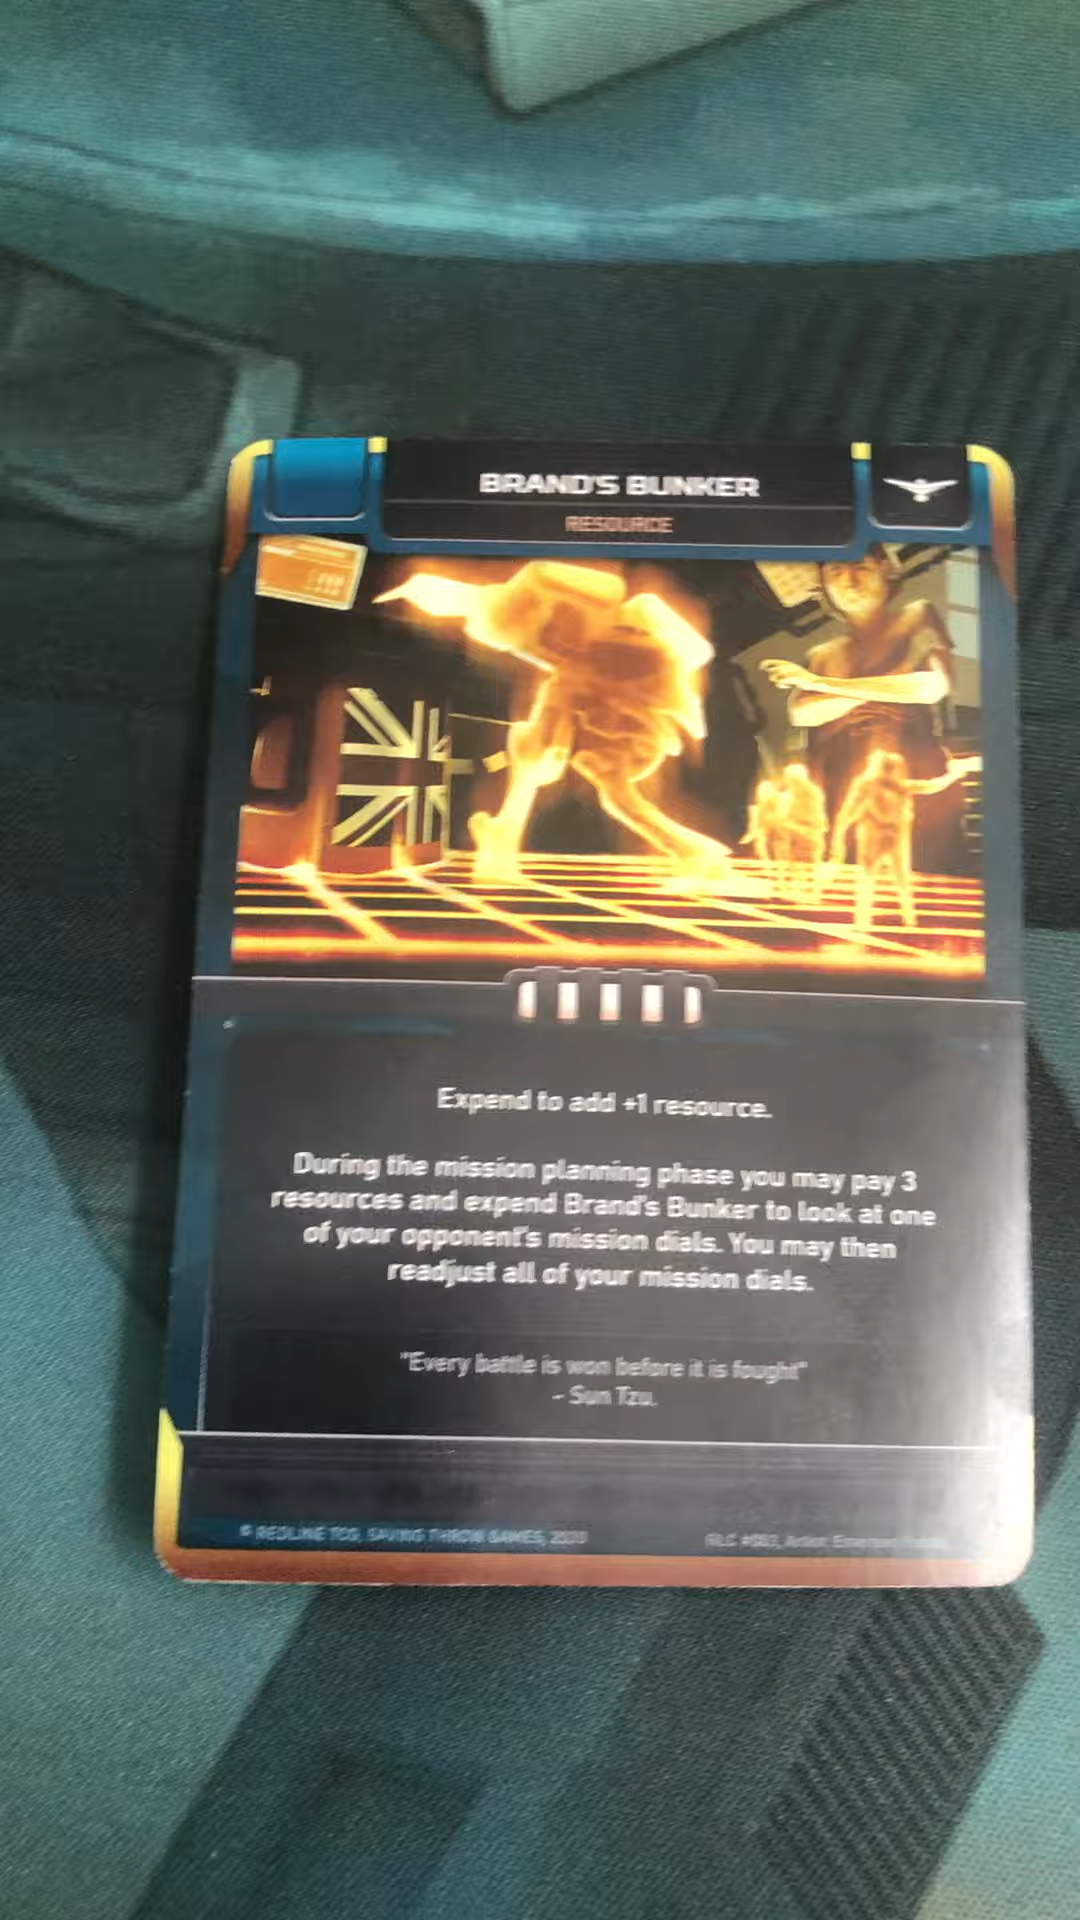 BRAND'S BUNKER
RESOURCE
Expend to add +1 resource.
During the mission planning phase you may pay 3
resources and expend Brand's Bunker to look at one
of your opponent's mission dials. You may then
readjust all of your mission dials.
"Every battle is won before it is fought"
- Sun Tzu.
© REDLINE TCG, SAVING THROW GAMES, 2020